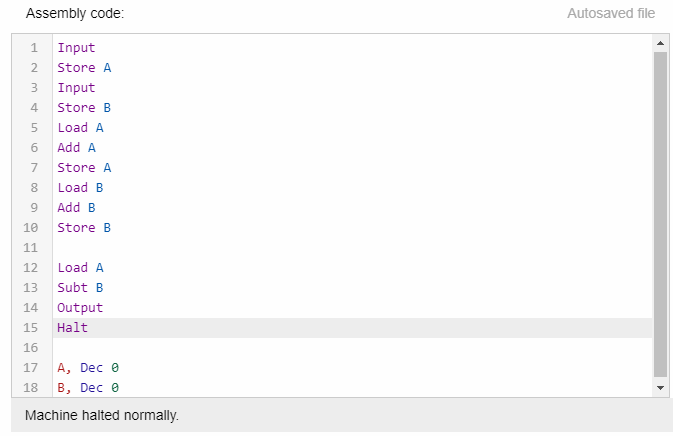 Assembly code: Autosaved file
1 Input
2 Store A
3 Input
4 Store B
5 Load A
6 Add A
7 Store A
8 Load B
9 Add B
10 Store B
11
12 Load A
13 Subt B
14 Output
15 Halt
16
17 A, Dec 0
18 B, Dec 0
Machine halted normally.